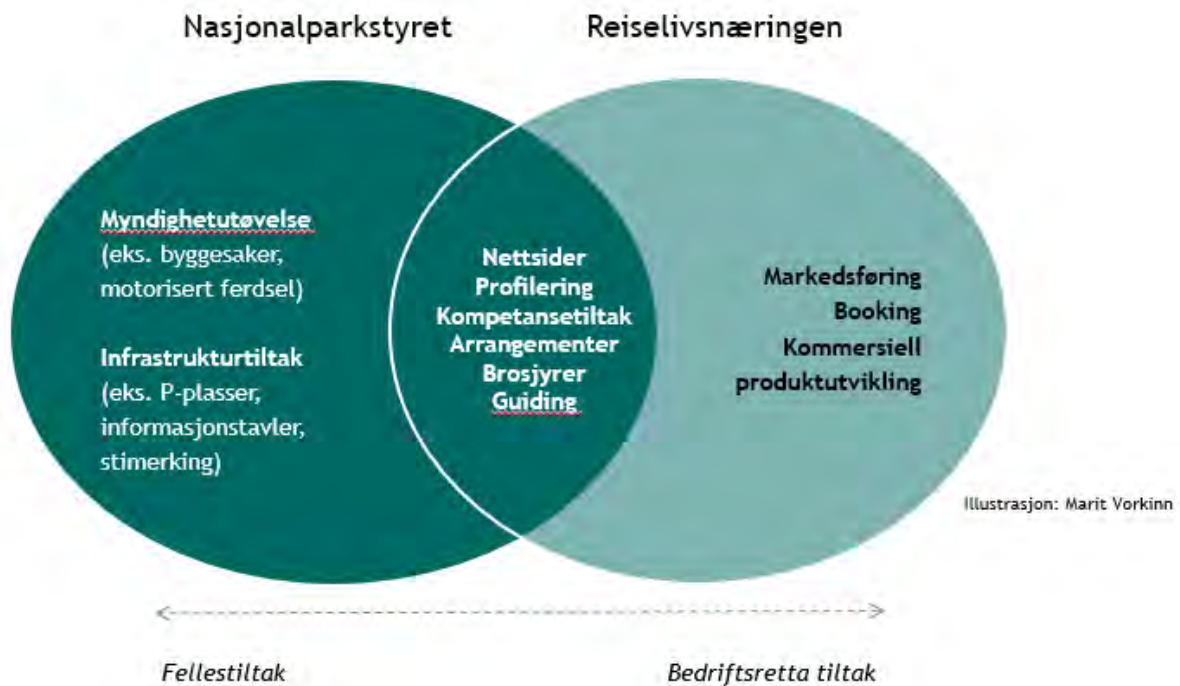 Nasjonalparkstyret
Reiselivsnæringen
Myndighetutøvelse
(eks. byggesaker,
motorisert ferdsel)
Infrastrukturtiltak
(eks. P-plasser,
informasjonstavler,
stimerking)
Nettsider
Profilering
Kompetansetiltak
Arrangementer
Brosjyrer
Guiding
Markedsføring
Booking
Kommersiell
produktutvikling
Illustrasjon: Marit Vorkinn
Fellestiltak
Bedriftsretta tiltak